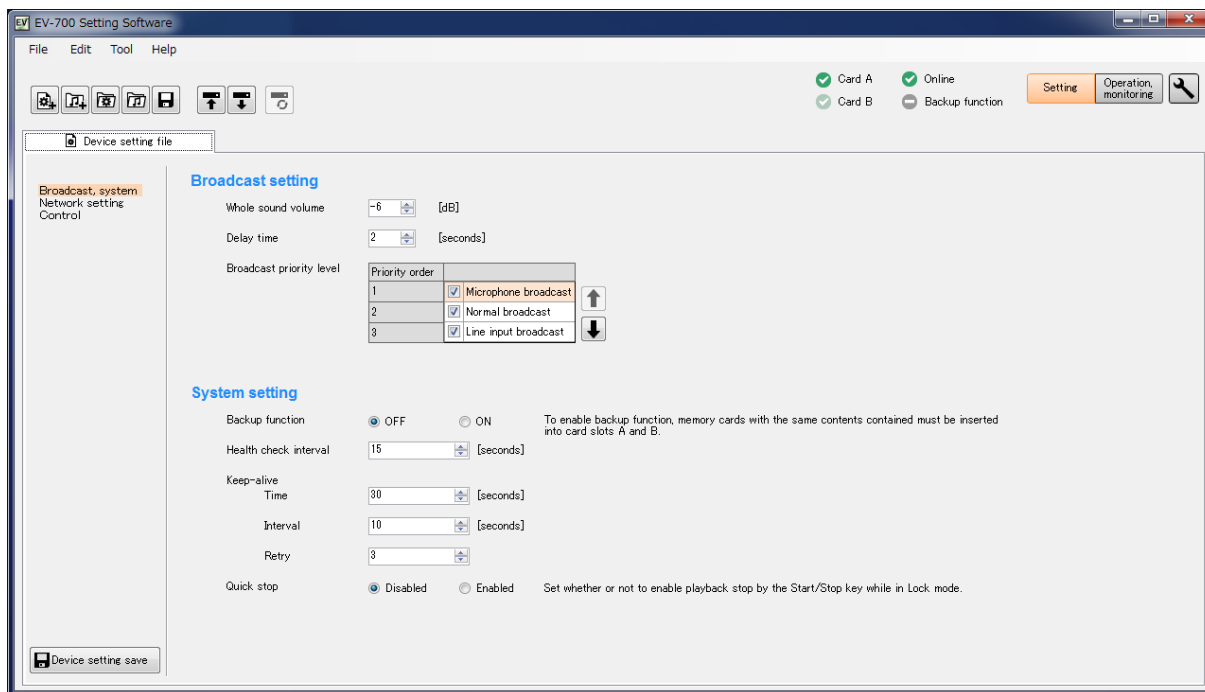 EV EV-700 Setting Software
File Edit Tool Help
Card A Online
Card B Backup function
Setting
Operation,
monitoring
Device setting file
Broadcast, system
Network setting
Control
Broadcast setting
Whole sound volume -6 [dB]
Delay time 2 [seconds]
Broadcast priority level
Priority order
1 Microphone broadcast
2 Normal broadcast
3 Line input broadcast
System setting
Backup function OFF ON To enable backup function, memory cards with the same contents contained must be inserted
into card slots A and B.
Health check interval 15 [seconds]
Keep-alive
Time 30 [seconds]
Interval 10 [seconds]
Retry 3
Quick stop Disabled Enabled Set whether or not to enable playback stop by the Start/Stop key while in Lock mode.
Device setting save